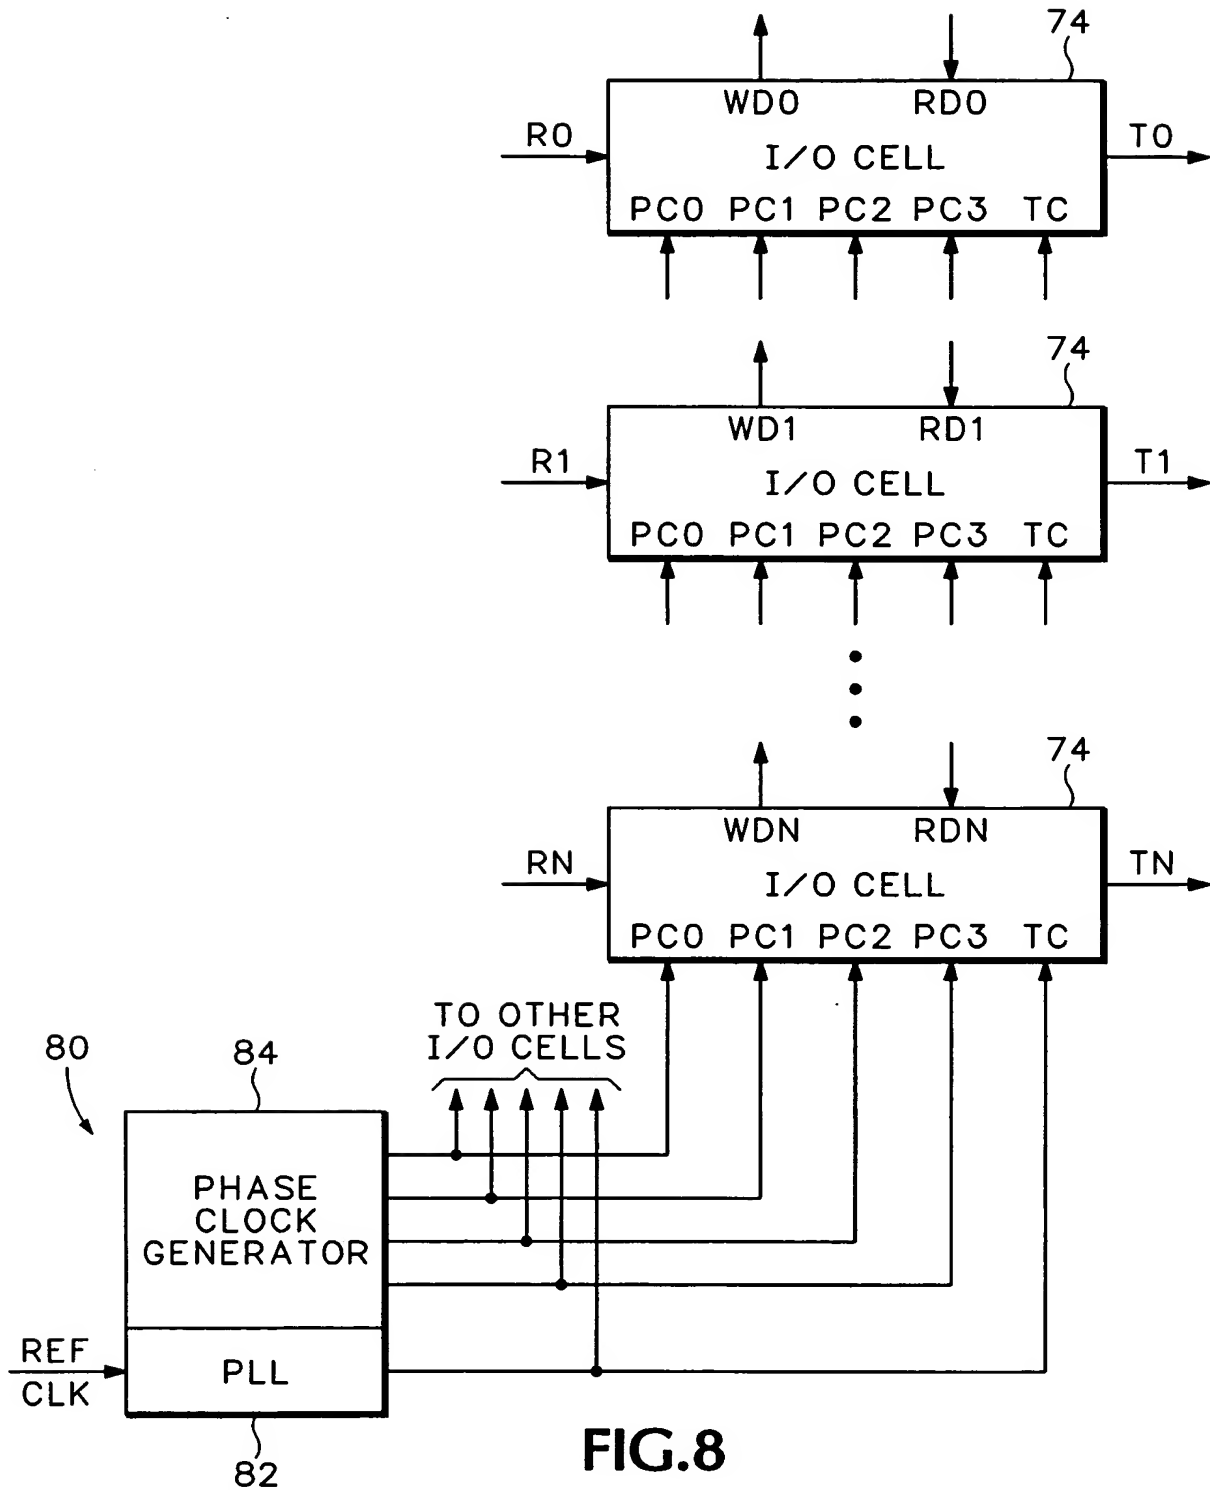 74
WD0 RD0
R0
I/O CELL
T0
PC0 PC1 PC2 PC3 TC
74
WD1 RD1
R1
I/O CELL
T1
PC0 PC1 PC2 PC3 TC
74
WDN RDN
RN
I/O CELL
TN
PC0 PC1 PC2 PC3 TC
TO OTHER
I/O CELLS
80
84
PHASE
CLOCK
GENERATOR
REF
CLK
PLL
82
FIG.8